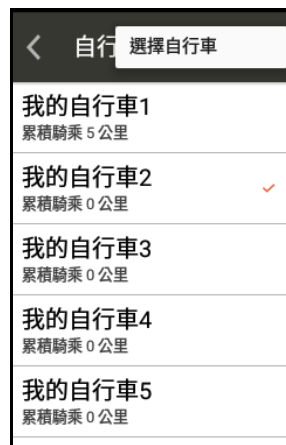 自行
選擇自行車
我的自行車1
累積騎乘 5 公里
我的自行車2
累積騎乘 0 公里
我的自行車3
累積騎乘 0 公里
我的自行車4
累積騎乘 0 公里
我的自行車5
累積騎乘 0 公里